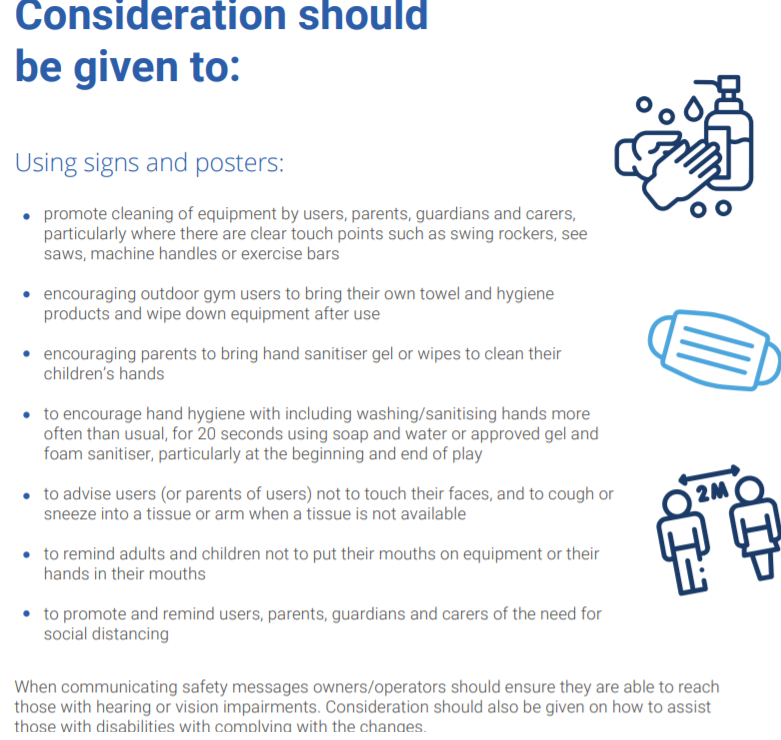 Consideration should
be given to:
Using signs and posters:
• promote cleaning of equipment by users, parents, guardians and carers,
particularly where there are clear touch points such as swing rockers, see
saws, machine handles or exercise bars
• encouraging outdoor gym users to bring their own towel and hygiene
products and wipe down equipment after use
• encouraging parents to bring hand sanitiser gel or wipes to clean their
children's hands
• to encourage hand hygiene with including washing/sanitising hands more
often than usual, for 20 seconds using soap and water or approved gel and
foam sanitiser, particularly at the beginning and end of play
• to advise users (or parents of users) not to touch their faces, and to cough or
sneeze into a tissue or arm when a tissue is not available
2M
• to remind adults and children not to put their mouths on equipment or their
hands in their mouths
• to promote and remind users, parents, guardians and carers of the need for
social distancing
When communicating safety messages owners/operators should ensure they are able to reach
those with hearing or vision impairments. Consideration should also be given on how to assist
those with disabilities with complying with the changes.